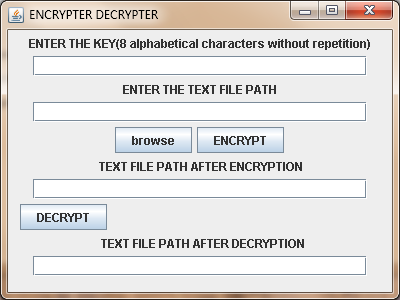 ENCRYPTER DECRYPTER
ENTER THE KEY(8 alphabetical characters without repetition)
ENTER THE TEXT FILE PATH
browse ENCRYPT
TEXT FILE PATH AFTER ENCRYPTION
DECRYPT
TEXT FILE PATH AFTER DECRYPTION